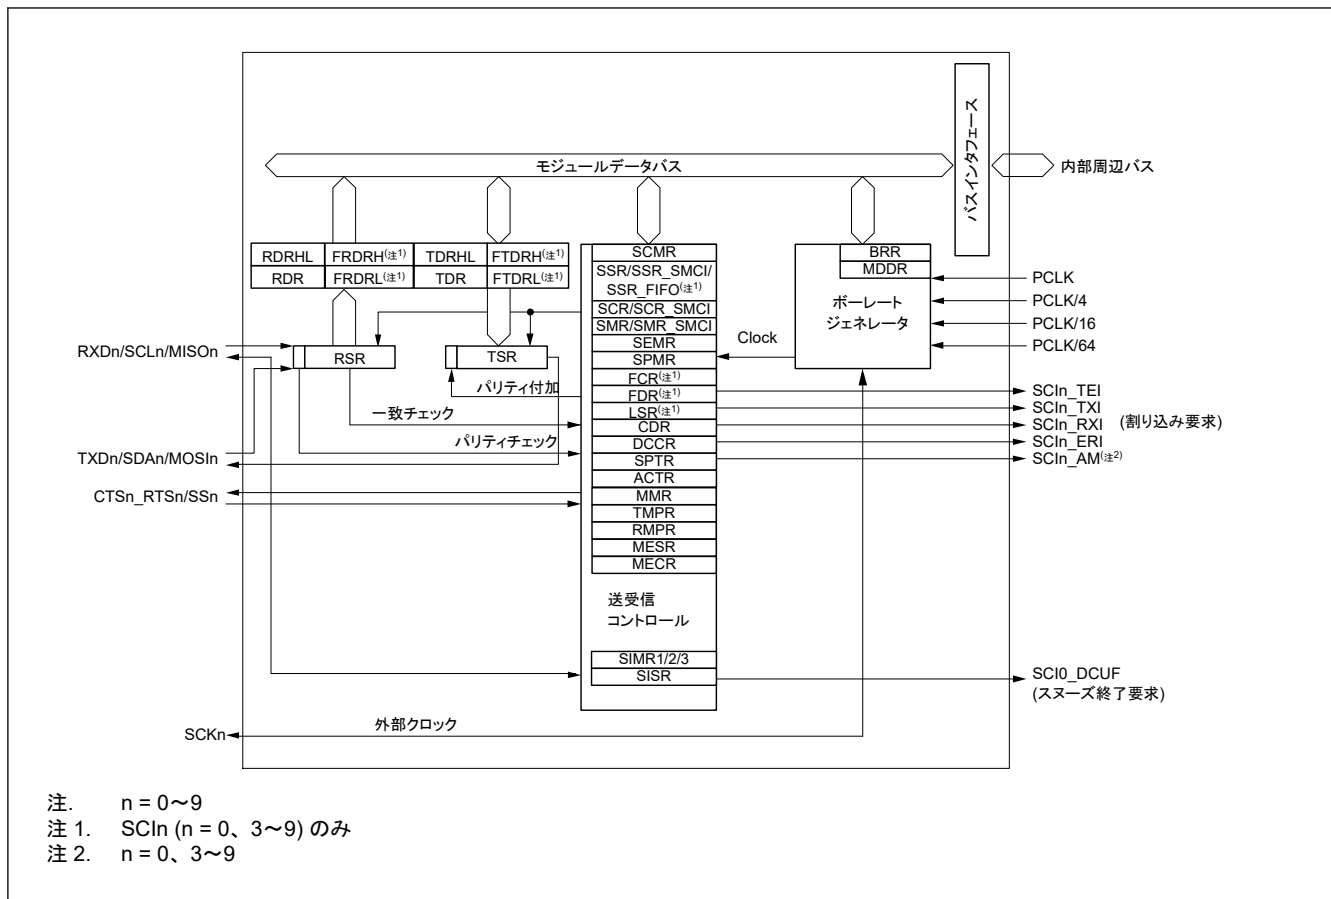 バスインタフェース
モジュールデータバス
内部周辺バス
RDRHL
FRDRH(注1)
TDRHL
FTDRH(注1)
RDR
FRDRL(注1)
TDR
FTDRL(注1)
SCMR
SSR/SSR_SMCI/
SSR_FIFO(注1)
SCR/SCR_SMCI
SMR/SMR_SMCI
SEMR
SPMR
FCR(注1)
FDR(注1)
LSR(注1)
CDR
DCCR
SPTR
ACTR
MMR
TMPR
RMPR
MESR
MECR
送受信
コントロール
SIMR1/2/3
SISR
BRR
MDDR
ボーレート
ジェネレータ
PCLK
PCLK/4
PCLK/16
PCLK/64
Clock
RXDn/SCLn/MISOn
RSR
TSR
パリティ付加
一致チェック
パリティチェック
TXDn/SDAn/MOSIn
CTSn_RTSn/SSn
SCIn_TEI
SCIn_TXI
SCIn_RXI
(割り込み要求)
SCIn_ERI
SCIn_AM(注2)
SCI0_DCUF
(スヌーズ終了要求)
外部クロック
SCKn
注. n = 0～9
注 1. SCIn (n = 0、3～9) のみ
注 2. n = 0、3～9